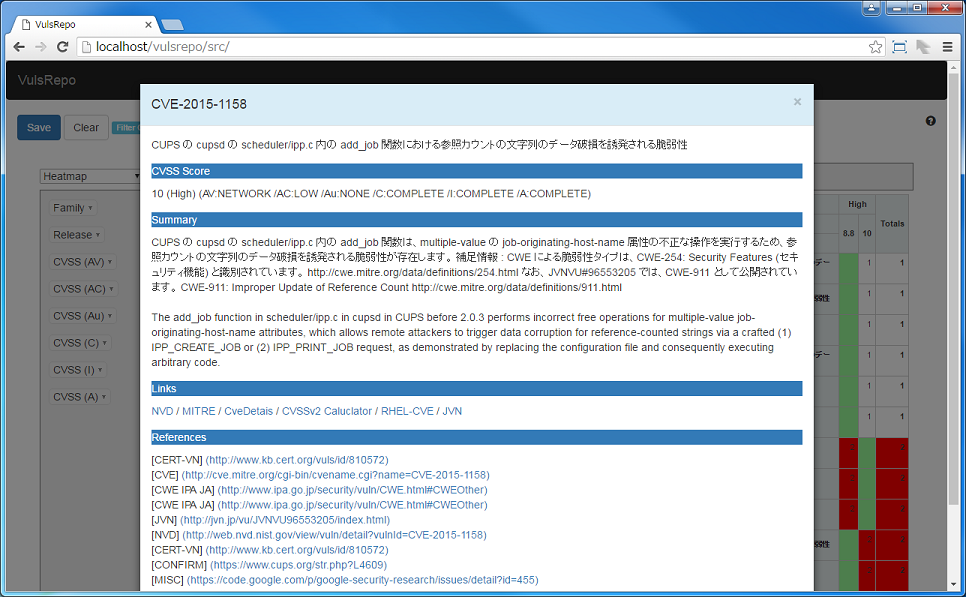 VulsRepo
localhost/vulsrepo/src/
VulsRepo
CVE-2015-1158
×
Save
Clear
Filter
CUPS の cupsd の scheduler/ipp.c 内の add_job 関数における参照カウントの文字列のデータ破損を誘発される脆弱性
CVSS Score
10 (High) (AV:NETWORK /AC:LOW /Au:NONE /C:COMPLETE /I:COMPLETE /A:COMPLETE)
Heatmap
Family
Release
CVSS (AV)
CVSS (AC)
CVSS (Au)
CVSS (C)
CVSS (I)
CVSS (A)
Summary
CUPS の cupsd の scheduler/ipp.c 内の add_job 関数は、multiple-value の job-originating-host-name 属性の不正な操作を実行するため、参
照カウントの文字列のデータ破損を誘発される脆弱性が存在します。 補足情報 : CWE による脆弱性タイプは、CWE-254: Security Features (セキ
ュリティ機能) と識別されています。 http://cwe.mitre.org/data/definitions/254.html なお、JVNVU#96553205 では、CWE-911 として公開されてい
ます。 CWE-911: Improper Update of Reference Count http://cwe.mitre.org/data/definitions/911.html
The add_job function in scheduler/ipp.c in cupsd in CUPS before 2.0.3 performs incorrect free operations for multiple-value job-
originating-host-name attributes, which allows remote attackers to trigger data corruption for reference-counted strings via a crafted (1)
IPP_CREATE_JOB or (2) IPP_PRINT_JOB request, as demonstrated by replacing the configuration file and consequently executing
arbitrary code.
Links
NVD / MITRE / CveDetais / CVSSv2 Caluclator / RHEL-CVE / JVN
References
[CERT-VN] (http://www.kb.cert.org/vuls/id/810572)
[CVE] (http://cve.mitre.org/cgi-bin/cvename.cgi?name=CVE-2015-1158)
[CWE IPA JA] (http://www.ipa.go.jp/security/vuln/CWE.html#CWEOther)
[CWE IPA JA] (http://www.ipa.go.jp/security/vuln/CWE.html#CWEOther)
[JVN] (http://jvn.jp/vu/JVNVU96553205/index.html)
[NVD] (http://web.nvd.nist.gov/view/vuln/detail?vulnId=CVE-2015-1158)
[CERT-VN] (http://www.kb.cert.org/vuls/id/810572)
[CONFIRM] (https://www.cups.org/str.php?L4609)
[MISC] (https://code.google.com/p/google-security-research/issues/detail?id=455)
High
Totals
8.8 10
1 1
1 1
1 1
1 1
1 1
1 1